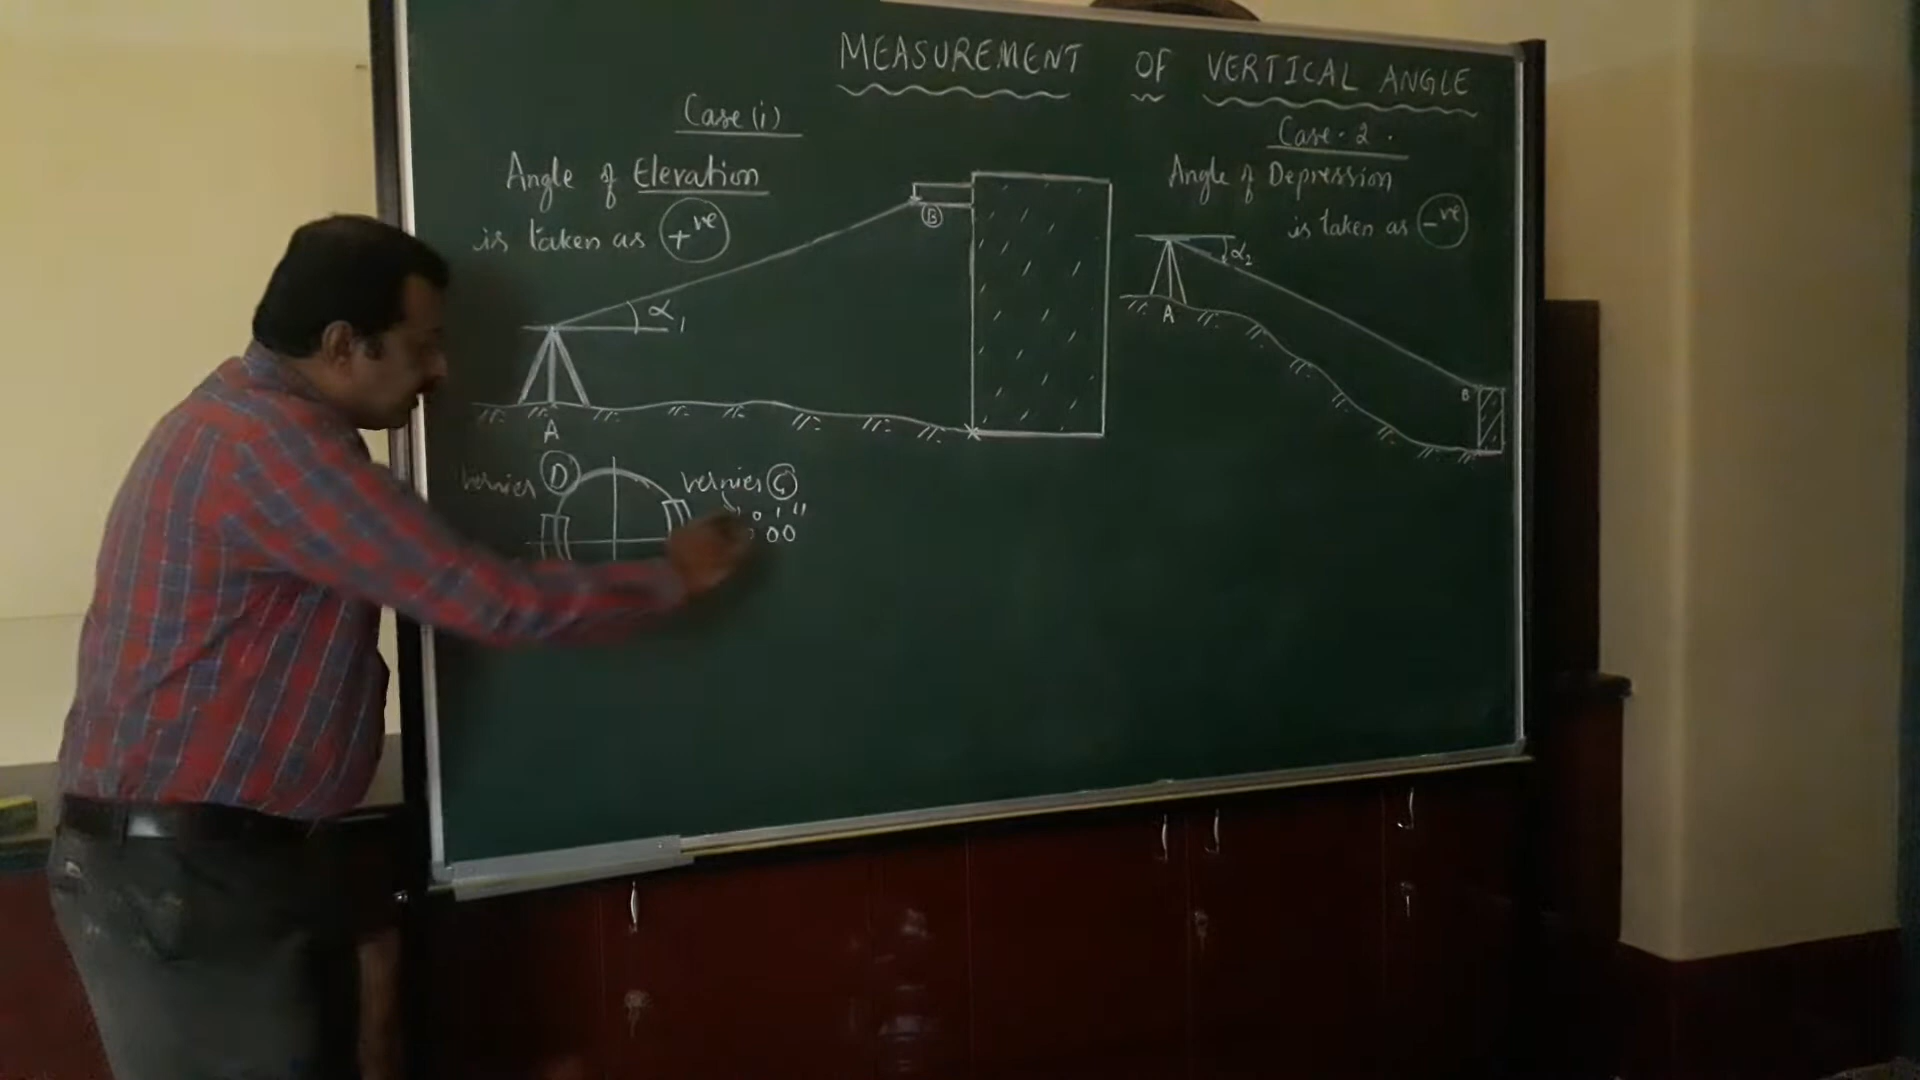 MEASUREMENT OF VERTICAL ANGLE
Case (i)
Angle of Elevation
is taken as +ve
B
α1
A
Vernier D
Vernier C
° ' "
00
Case - 2 .
Angle of Depression
is taken as -ve
α2
A
B